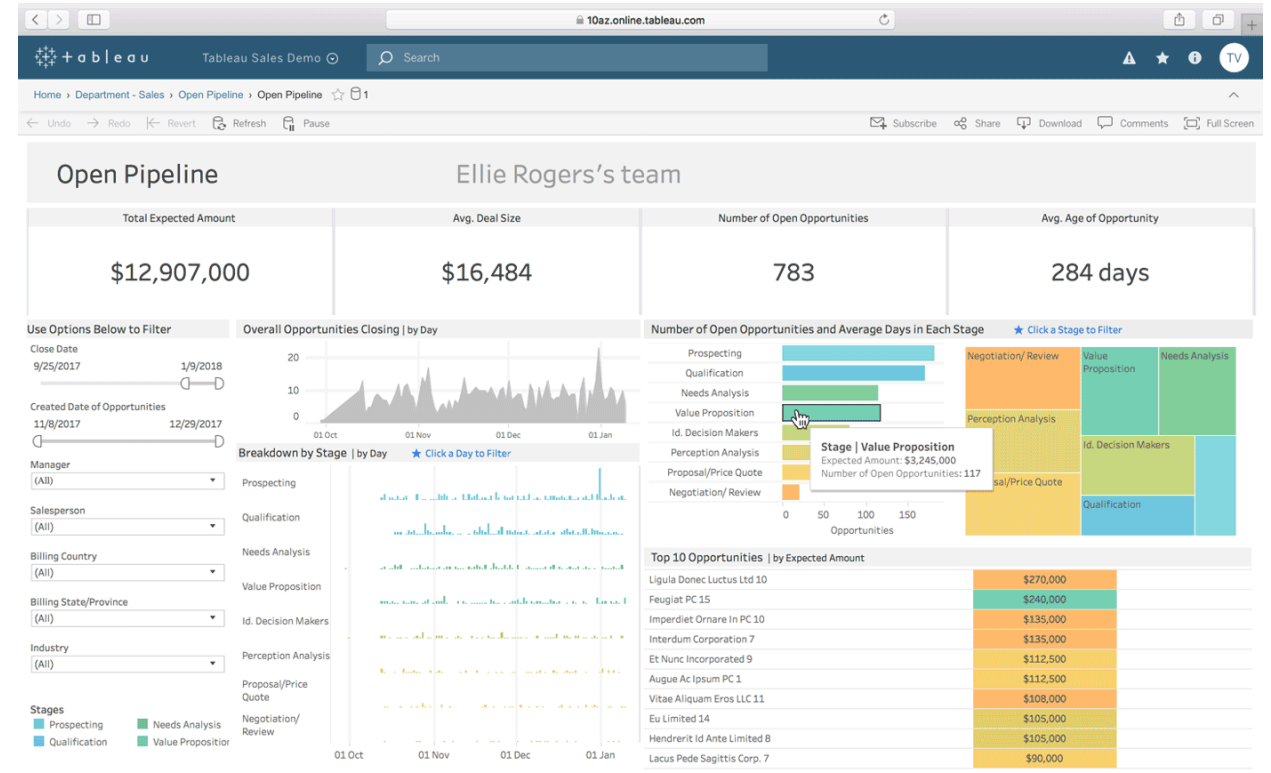 10az.online.tableau.com
+ a b | e a u
Tableau Sales Demo
Search
TV
Home › Department - Sales › Open Pipeline › Open Pipeline 1
Undo Redo Revert Refresh Pause
Subscribe Share Download Comments Full Screen
Open Pipeline
Ellie Rogers's team
Total Expected Amount
$12,907,000
Avg. Deal Size
$16,484
Number of Open Opportunities
783
Avg. Age of Opportunity
284 days
Use Options Below to Filter
Close Date
9/25/2017 1/9/2018
Created Date of Opportunities
11/8/2017 12/29/2017
Manager
(All)
Salesperson
(All)
Billing Country
(All)
Billing State/Province
(All)
Industry
(All)
Stages
Prospecting Needs Analysis
Qualification Value Proposition
Overall Opportunities Closing | by Day
20
10
0
01 Oct 01 Nov 01 Dec 01 Jan
Breakdown by Stage | by Day ★ Click a Day to Filter
Prospecting
Qualification
Needs Analysis
Value Proposition
Id. Decision Makers
Perception Analysis
Proposal/Price
Quote
Negotiation/
Review
01 Oct 01 Nov 01 Dec 01 Jan
Number of Open Opportunities and Average Days in Each Stage ★ Click a Stage to Filter
Prospecting
Qualification
Needs Analysis
Value Proposition
Id. Decision Makers
Perception Analysis
Proposal/Price Quote
Negotiation/ Review
0 50 100 150
Opportunities
Stage | Value Proposition
Expected Amount: $3,245,000
Number of Open Opportunities: 117
Negotiation/ Review
Perception Analysis
sal/Price Quote
Value
Proposition
Needs Analysis
Id. Decision Makers
Qualification
Top 10 Opportunities | by Expected Amount
Ligula Donec Luctus Ltd 10 $270,000
Feugiat PC 15 $240,000
Imperdiet Ornare In PC 10 $135,000
Interdum Corporation 7 $135,000
Et Nunc Incorporated 9 $112,500
Augue Ac Ipsum PC 1 $112,500
Vitae Aliquam Eros LLC 11 $108,000
Eu Limited 14 $105,000
Hendrerit Id Ante Limited 8 $105,000
Lacus Pede Sagittis Corp. 7 $90,000